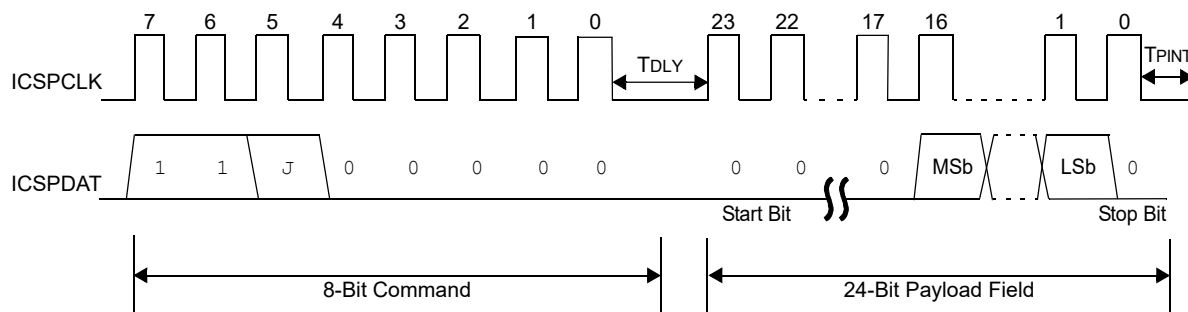 7 6 5 4 3 2 1 0 23 22 17 16 1 0
TDLY TPINT
ICSPCLK
ICSPDAT 1 1 J 0 0 0 0 0 0 0 0 MSb LSb 0
Start Bit Stop Bit
8-Bit Command 24-Bit Payload Field